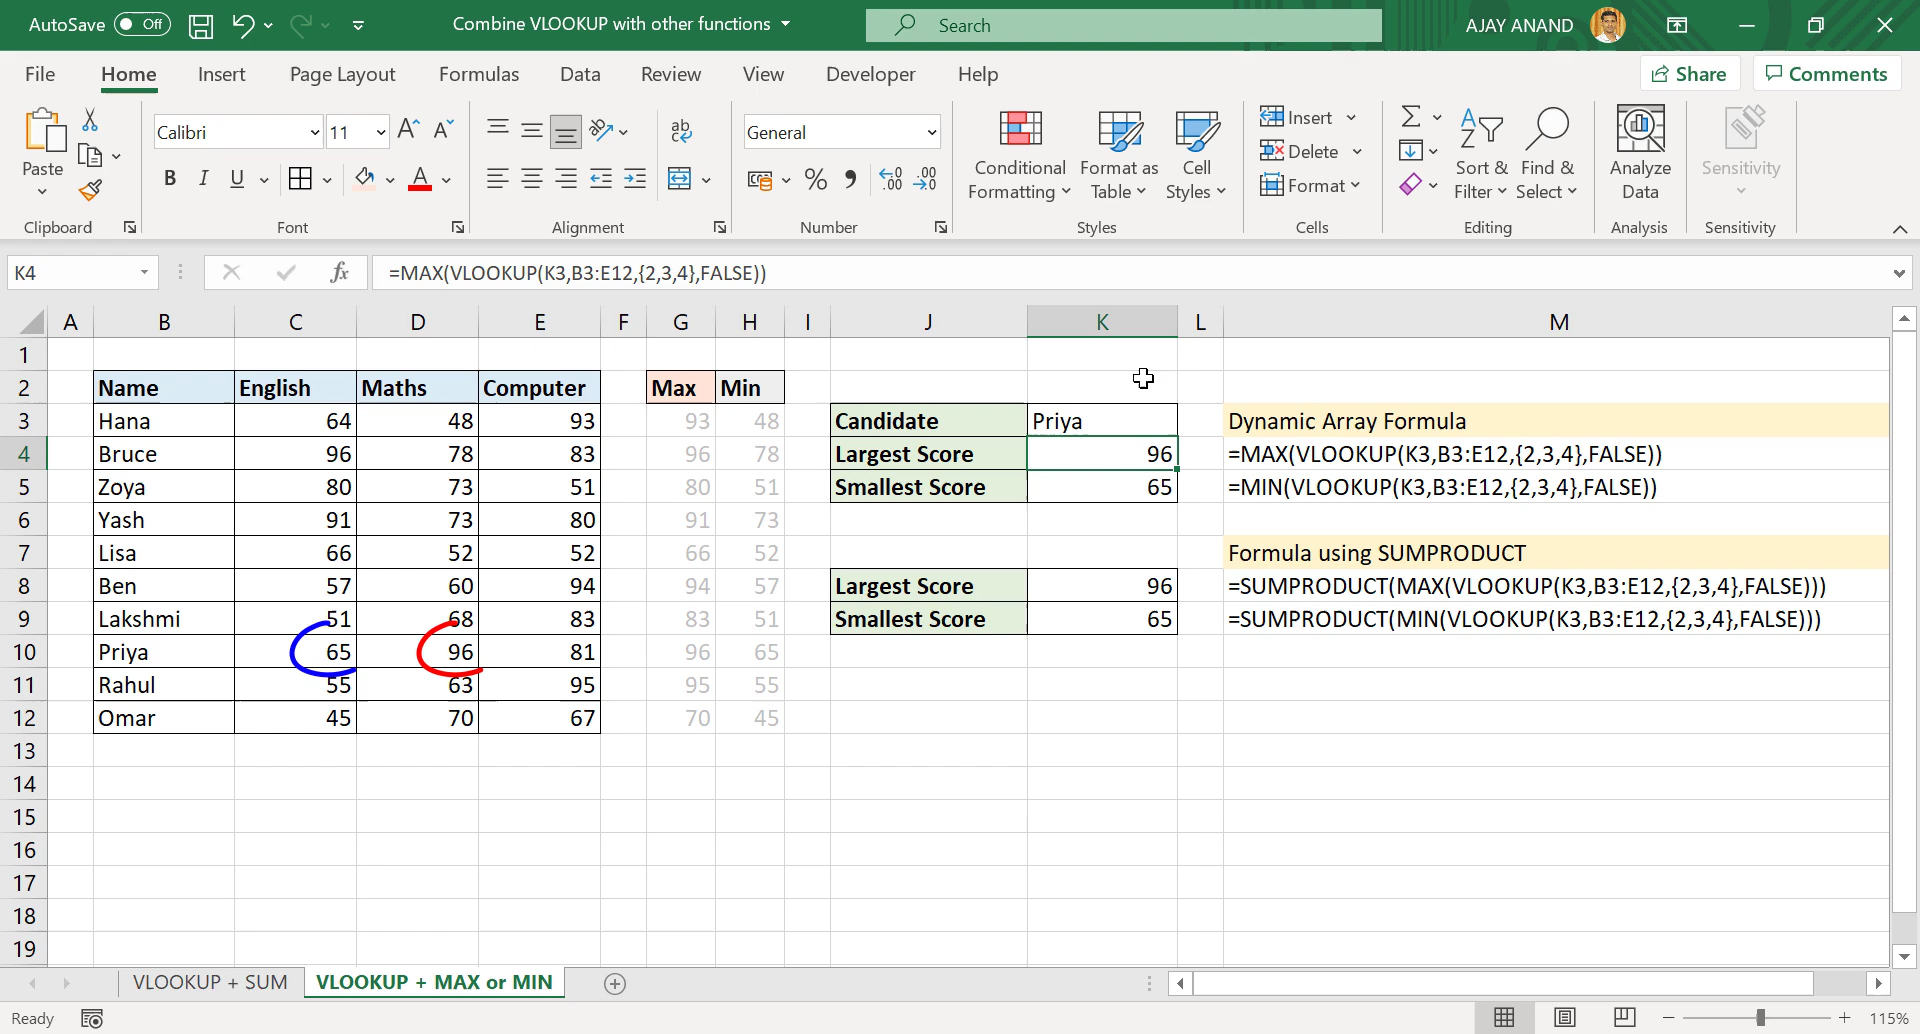 AutoSave Off Combine VLOOKUP with other functions Search AJAY ANAND
File Home Insert Page Layout Formulas Data Review View Developer Help Share Comments
Paste
Calibri 11
B I U A
ab
General
% 9 .00
Conditional Formatting
Format as Table
Cell Styles
Insert
Delete
Format
Sort & Filter
Find & Select
Analyze Data
Sensitivity
Clipboard Font Alignment Number Styles Cells Editing Analysis Sensitivity
K4 fx =MAX(VLOOKUP(K3,B3:E12,{2,3,4},FALSE))
A B C D E F G H I J K L M
1
2 Name English Maths Computer Max Min
3 Hana 64 48 93 93 48 Candidate Priya Dynamic Array Formula
4 Bruce 96 78 83 96 78 Largest Score 96 =MAX(VLOOKUP(K3,B3:E12,{2,3,4},FALSE))
5 Zoya 80 73 51 80 51 Smallest Score 65 =MIN(VLOOKUP(K3,B3:E12,{2,3,4},FALSE))
6 Yash 91 73 80 91 73
7 Lisa 66 52 52 66 52 Formula using SUMPRODUCT
8 Ben 57 60 94 94 57 Largest Score 96 =SUMPRODUCT(MAX(VLOOKUP(K3,B3:E12,{2,3,4},FALSE)))
9 Lakshmi 51 68 83 83 51 Smallest Score 65 =SUMPRODUCT(MIN(VLOOKUP(K3,B3:E12,{2,3,4},FALSE)))
10 Priya 65 96 81 96 65
11 Rahul 55 63 95 95 55
12 Omar 45 70 67 70 45
13
14
15
16
17
18
19
VLOOKUP + SUM VLOOKUP + MAX or MIN
Ready 115%